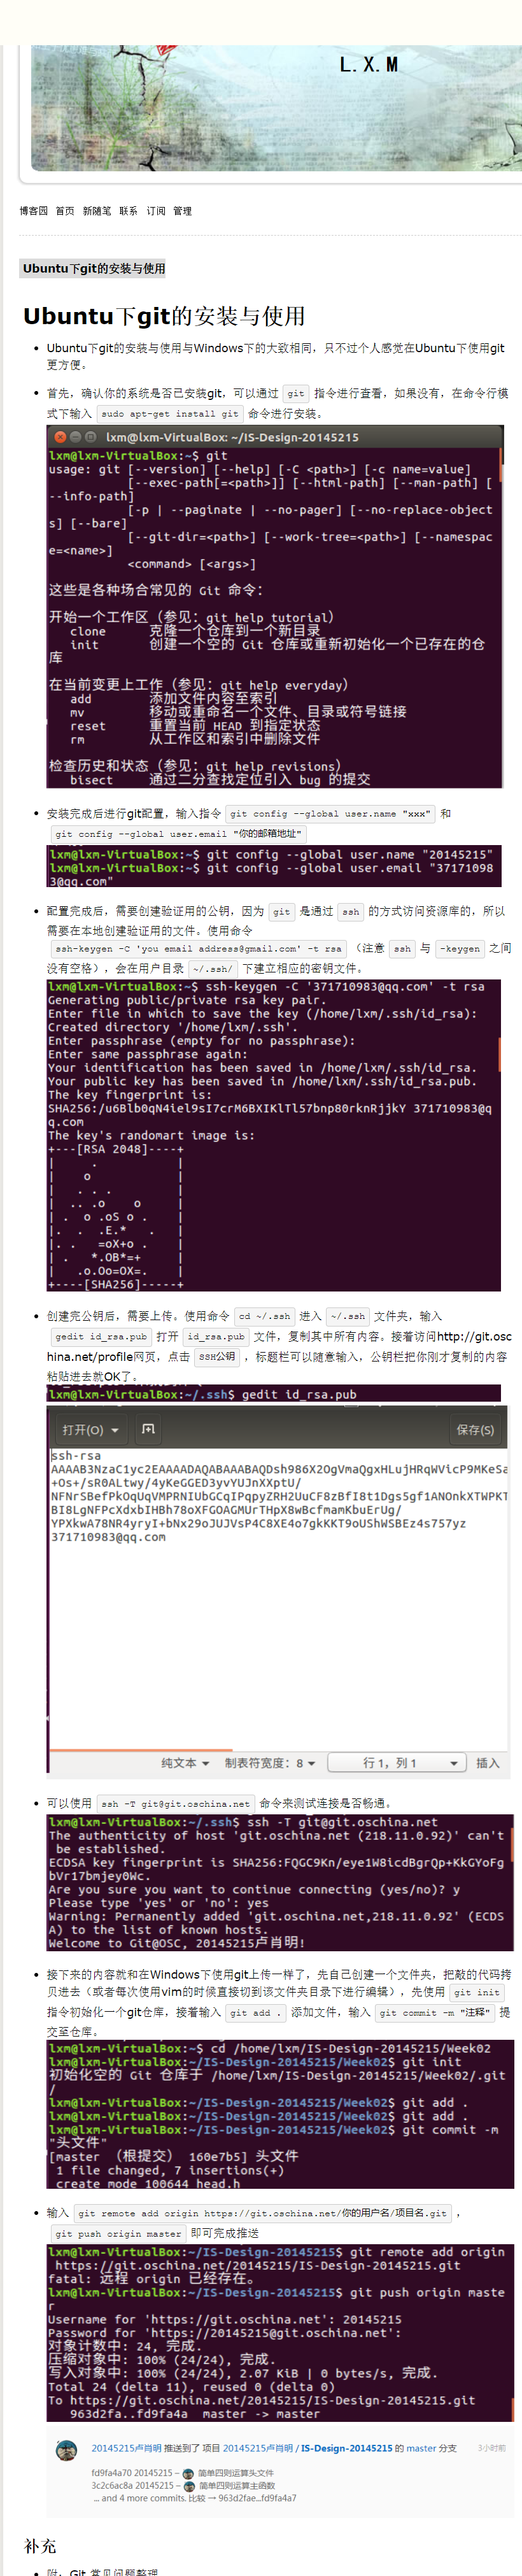 L.X.M
博客园 首页 新随笔 联系 订阅 管理
Ubuntu下git的安装与使用
Ubuntu下git的安装与使用
Ubuntu下git的安装与使用与Windows下的大致相同，只不过个人感觉在Ubuntu下使用git
更方便。
首先，确认你的系统是否已安装git，可以通过 git 指令进行查看，如果没有，在命令行模
式下输入 sudo apt-get install git 命令进行安装。
lxm@lxm-VirtualBox: ~/IS-Design-20145215
lxm@lxm-VirtualBox:~$ git
usage: git [--version] [--help] [-C <path>] [-c name=value]
[--exec-path[=<path>]] [--html-path] [--man-path] [
--info-path]
[-p | --paginate | --no-pager] [--no-replace-object
s] [--bare]
[--git-dir=<path>] [--work-tree=<path>] [--namespac
e=<name>]
<command> [<args>]
这些是各种场合常见的 Git 命令：
开始一个工作区（参见：git help tutorial）
clone 克隆一个仓库到一个新目录
init 创建一个空的 Git 仓库或重新初始化一个已存在的仓
库
在当前变更上工作（参见：git help everyday）
add 添加文件内容至索引
mv 移动或重命名一个文件、目录或符号链接
reset 重置当前 HEAD 到指定状态
rm 从工作区和索引中删除文件
检查历史和状态（参见：git help revisions）
bisect 通过二分查找定位引入 bug 的提交
安装完成后进行git配置，输入指令 git config --global user.name "xxx" 和
git config --global user.email "你的邮箱地址"
lxm@lxm-VirtualBox:~$ git config --global user.name "20145215"
lxm@lxm-VirtualBox:~$ git config --global user.email "37171098
3@qq.com"
配置完成后，需要创建验证用的公钥，因为 git 是通过 ssh 的方式访问资源库的，所以
需要在本地创建验证用的文件。使用命令
ssh-keygen -C 'you email address@gmail.com' -t rsa （注意 ssh 与 -keygen 之间
没有空格），会在用户目录 ~/.ssh/ 下建立相应的密钥文件。
lxm@lxm-VirtualBox:~$ ssh-keygen -C '371710983@qq.com' -t rsa
Generating public/private rsa key pair.
Enter file in which to save the key (/home/lxm/.ssh/id_rsa):
Created directory '/home/lxm/.ssh'.
Enter passphrase (empty for no passphrase):
Enter same passphrase again:
Your identification has been saved in /home/lxm/.ssh/id_rsa.
Your public key has been saved in /home/lxm/.ssh/id_rsa.pub.
The key fingerprint is:
SHA256:/u6Blb0qN4iel9sI7crM6BXIKlTl57bnp80rknRjjkY 371710983@q
q.com
The key's randomart image is:
+---[RSA 2048]----+
| . |
| o |
| . . . |
| .. .o o |
| . o .oS o . |
|. . .E.* . |
|. . =oX+o . |
| . *.OB*=+ |
| .o.Oo=OX=. |
+----[SHA256]-----+
创建完公钥后，需要上传。使用命令 cd ~/.ssh 进入 ~/.ssh 文件夹，输入
gedit id_rsa.pub 打开 id_rsa.pub 文件，复制其中所有内容。接着访问http://git.osc
hina.net/profile网页，点击 SSH公钥 ，标题栏可以随意输入，公钥栏把你刚才复制的内容
粘贴进去就OK了。
lxm@lxm-VirtualBox:~/.ssh$ gedit id_rsa.pub
打开(O) 保存(S)
ssh-rsa
AAAAB3NzaC1yc2EAAAADAQABAAABAQDsh986X2OgVmaQgxHLujHRqWVicP9MKeSa
+Os+/sR0ALtwy/4yKeGGED3yvYUJnXXptU/
NFNrSBefPkOqUqVMPRNIUbGCqIPqpyZRH2UuCF8zBfI8t1Dgs5gf1ANOnkXTWPKT
BI8LgNFPcXdxbIHBh78oXFGOAGMUrTHpX8wBcfmamKbuErUg/
YPXkwA78NR4yryI+bNx29oJUJVsP4C8XE4o7gkKKT9oUShWSBEz4s757yz
371710983@qq.com
纯文本 制表符宽度：8 行 1，列 1 插入
可以使用 ssh -T git@git.oschina.net 命令来测试连接是否畅通。
lxm@lxm-VirtualBox:~/.ssh$ ssh -T git@git.oschina.net
The authenticity of host 'git.oschina.net (218.11.0.92)' can't
be established.
ECDSA key fingerprint is SHA256:FQGC9Kn/eye1W8icdBgrQp+KkGYoFg
bVr17bmjey0Wc.
Are you sure you want to continue connecting (yes/no)? y
Please type 'yes' or 'no': yes
Warning: Permanently added 'git.oschina.net,218.11.0.92' (ECDS
A) to the list of known hosts.
Welcome to Git@OSC, 20145215卢肖明!
接下来的内容就和在Windows下使用git上传一样了，先自己创建一个文件夹，把敲的代码拷
贝进去（或者每次使用vim的时候直接切到该文件夹目录下进行编辑），先使用 git init
指令初始化一个git仓库，接着输入 git add . 添加文件，输入 git commit -m "注释" 提
交至仓库。
lxm@lxm-VirtualBox:~$ cd /home/lxm/IS-Design-20145215/Week02
lxm@lxm-VirtualBox:~/IS-Design-20145215/Week02$ git init
初始化空的 Git 仓库于 /home/lxm/IS-Design-20145215/Week02/.git
/
lxm@lxm-VirtualBox:~/IS-Design-20145215/Week02$ git add .
lxm@lxm-VirtualBox:~/IS-Design-20145215/Week02$ git add .
lxm@lxm-VirtualBox:~/IS-Design-20145215/Week02$ git commit -m
"头文件"
[master （根提交） 160e7b5] 头文件
1 file changed, 7 insertions(+)
create mode 100644 head.h
输入 git remote add origin https://git.oschina.net/你的用户名/项目名.git ，
git push origin master 即可完成推送
lxm@lxm-VirtualBox:~/IS-Design-20145215$ git remote add origin
https://git.oschina.net/20145215/IS-Design-20145215.git
fatal: 远程 origin 已经存在。
lxm@lxm-VirtualBox:~/IS-Design-20145215$ git push origin maste
r
Username for 'https://git.oschina.net': 20145215
Password for 'https://20145215@git.oschina.net':
对象计数中: 24, 完成.
压缩对象中: 100% (24/24), 完成.
写入对象中: 100% (24/24), 2.07 KiB | 0 bytes/s, 完成.
Total 24 (delta 11), reused 0 (delta 0)
To https://git.oschina.net/20145215/IS-Design-20145215.git
963d2fa..fd9fa4a master -> master
20145215卢肖明 推送到了 项目 20145215卢肖明 / IS-Design-20145215 的 master 分支 3小时前
fd9fa4a70 20145215 – 简单四则运算头文件
3c2c6ac8a 20145215 – 简单四则运算主函数
... and 4 more commits. 比较 → 963d2fae...fd9fa4a7
补充
附：Git 常见问题整理